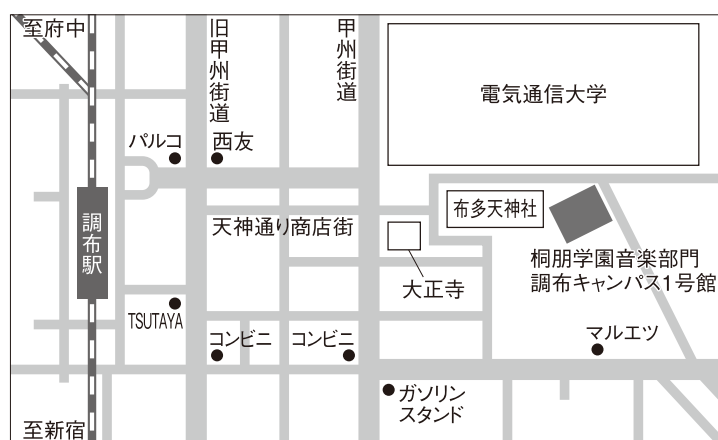 至府中
旧甲州街道
甲州街道
電気通信大学
パルコ
西友
調布駅
天神通り商店街
布多天神社
大正寺
桐朋学園音楽部門
調布キャンパス1号館
TSUTAYA
コンビニ
コンビニ
マルエツ
ガソリン
スタンド
至新宿